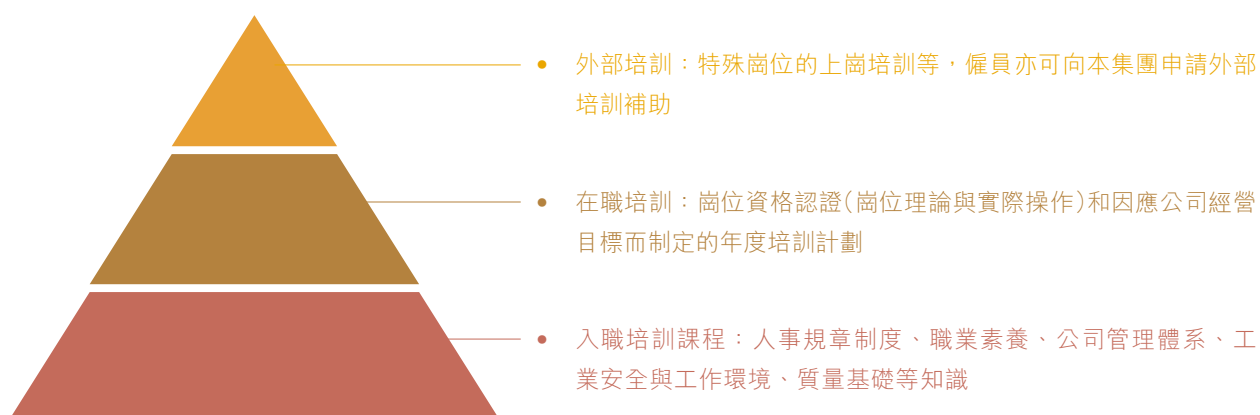 外部培訓：特殊崗位的上崗培訓等，僱員亦可向本集團申請外部
培訓補助
在職培訓：崗位資格認證(崗位理論與實際操作)和因應公司經營
目標而制定的年度培訓計劃
入職培訓課程：人事規章制度、職業素養、公司管理體系、工
業安全與工作環境、質量基礎等知識